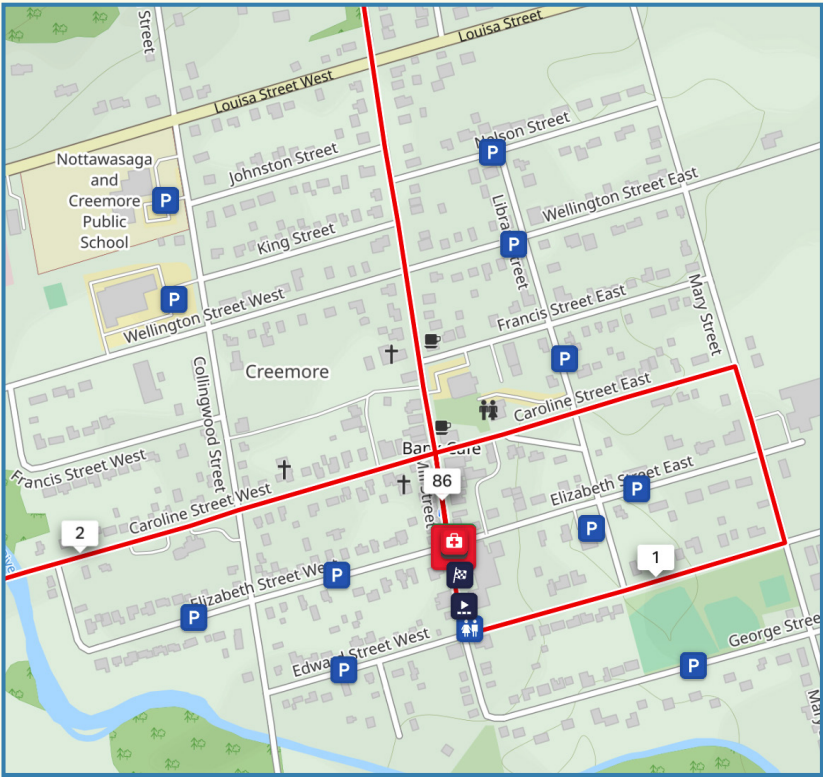 Street
Louisa Street
Louisa Street West
Nelson Street
Johnston Street
Nottawasaga
and
Creemore
Public
School
P
P
Wellington Street East
King Street
P
P
Wellington Street West
Francis Street East
Mary Street
P
Creemore
Collingwood Street
Caroline Street East
Francis Street West
Caroline Street West
86
Elizabeth Street East
P
P
2
1
Elizabeth Street West
P
P
Edward Street West
P
George Stree
P
Mary